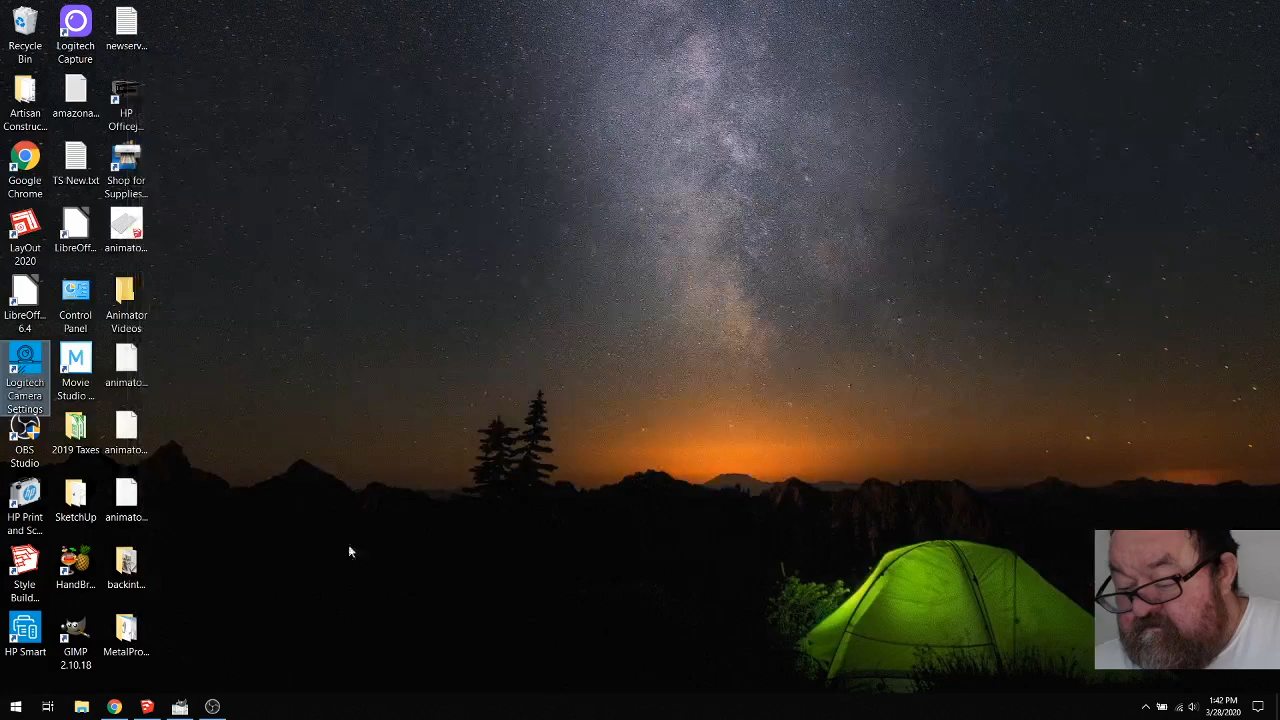 Recycle
Bin
Logitech
Capture
newserv...
Artisan
Construc...
amazona...
HP
Officej...
Google
Chrome
TS New.txt
Shop for
Supplies...
LayOut
2020
LibreOff...
animato...
LibreOff...
6.4
Control
Panel
Animator
Videos
Logitech
Camera
Settings
Movie
Studio ...
animato...
OBS
Studio
2019 Taxes
animato...
HP Print
and Sc...
SketchUp
animato...
Style
Build...
HandBr...
backint...
HP Smart
GIMP
2.10.18
MetalPro...
1:42 PM
3/28/2020